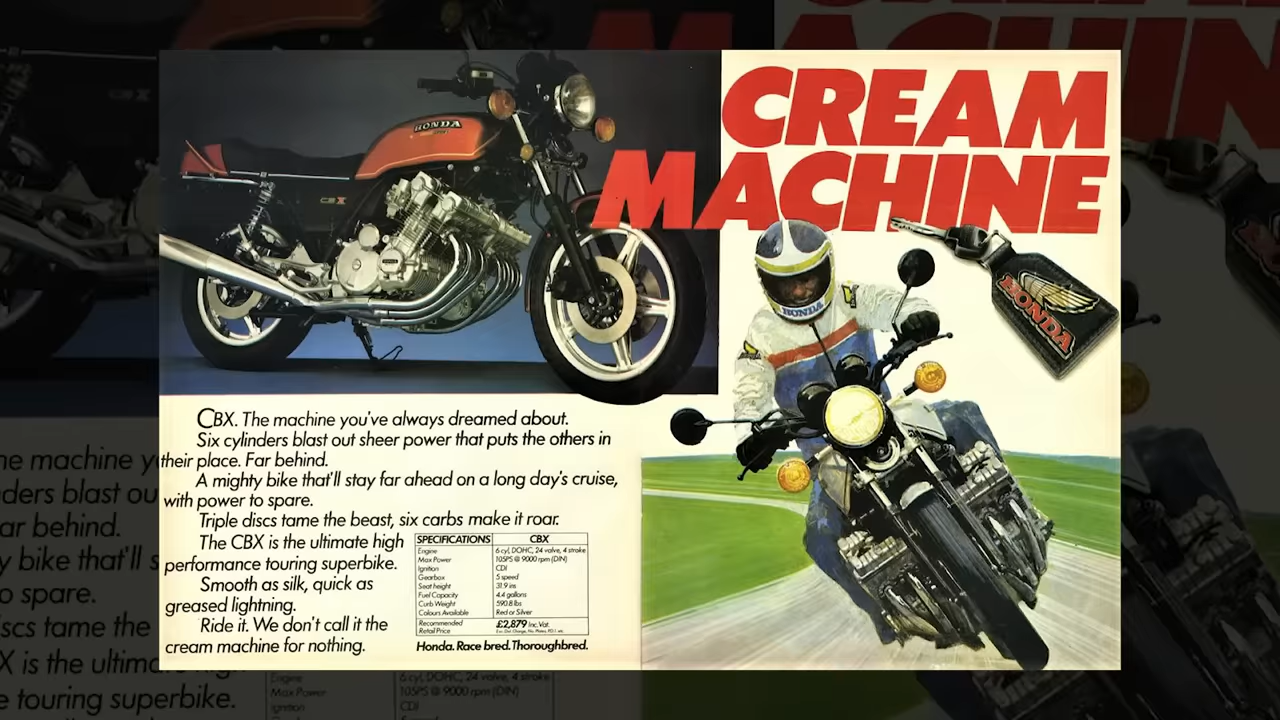 CREAM
MACHINE
HONDA
CBX
HONDA
HONDA
CBX. The machine you've always dreamed about.
Six cylinders blast out sheer power that puts the others in
their place. Far behind.
A mighty bike that'll stay far ahead on a long day's cruise,
with power to spare.
Triple discs tame the beast, six carbs make it roar.
The CBX is the ultimate high
performance touring superbike.
Smooth as silk, quick as
greased lightning.
Ride it. We don't call it the
cream machine for nothing.
SPECIFICATIONS CBX
Engine 6 cyl, DOHC, 24 valve, 4 stroke
Max Power 105PS @ 9000 rpm (DIN)
Ignition CDI
Gearbox 5 speed
Seat height 31.9 ins
Fuel Capacity 4.4 gallons
Curb Weight 590.8 lbs
Colours Available Red or Silver
Recommended
Retail Price £2,879 Inc. Vat.
Honda. Race bred. Thoroughbred.